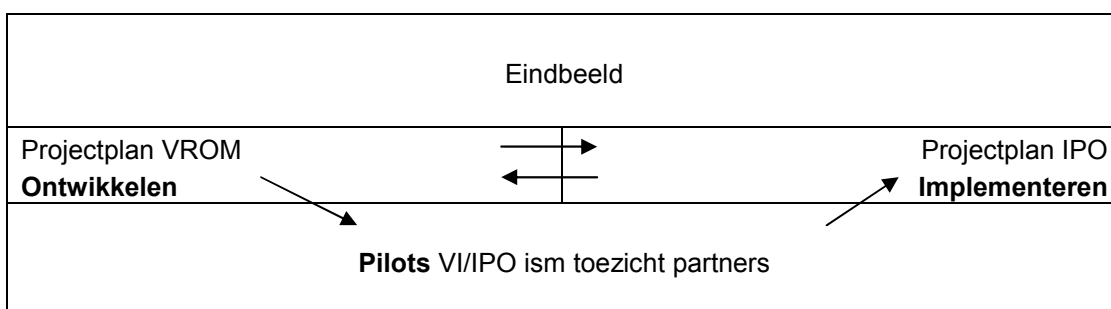 Eindbeeld
Projectplan VROM
Ontwikkelen
Projectplan IPO
Implementeren
Pilots VI/IPO ism toezicht partners